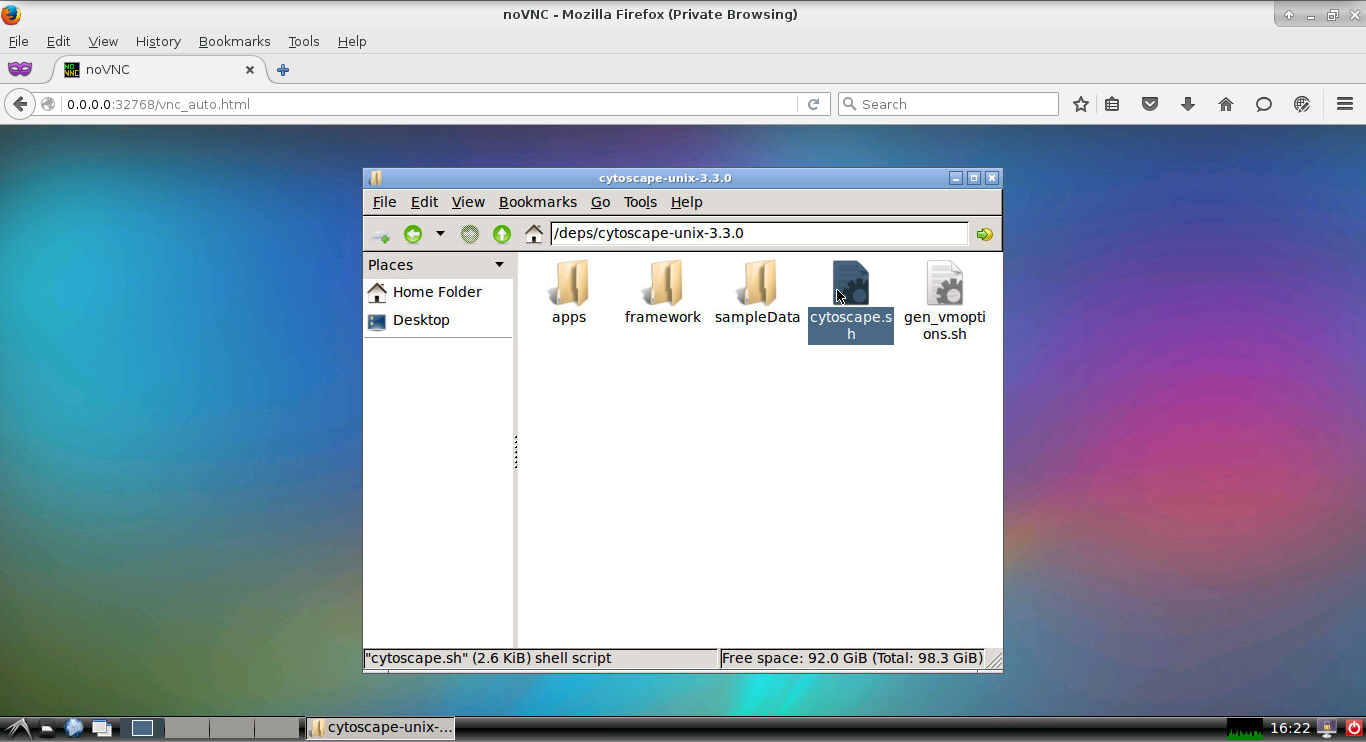 noVNC - Mozilla Firefox (Private Browsing)
File Edit View History Bookmarks Tools Help
noVNC
0.0.0.0:32768/vnc_auto.html
Search
cytoscape-unix-3.3.0
File Edit View Bookmarks Go Tools Help
/deps/cytoscape-unix-3.3.0
Places
Home Folder
Desktop
apps
framework
sampleData
cytoscape.s
h
gen_vmopti
ons.sh
"cytoscape.sh" (2.6 KiB) shell script
Free space: 92.0 GiB (Total: 98.3 GiB)
cytoscape-unix-...
16:22